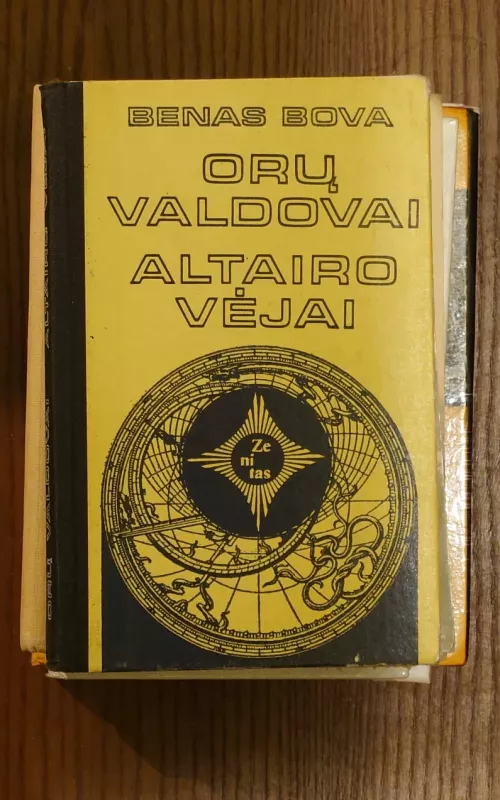 BENAS BOVA
ORŲ
VALDOVAI
ALTAIRO
VĖJAI
Ze
ni
tas